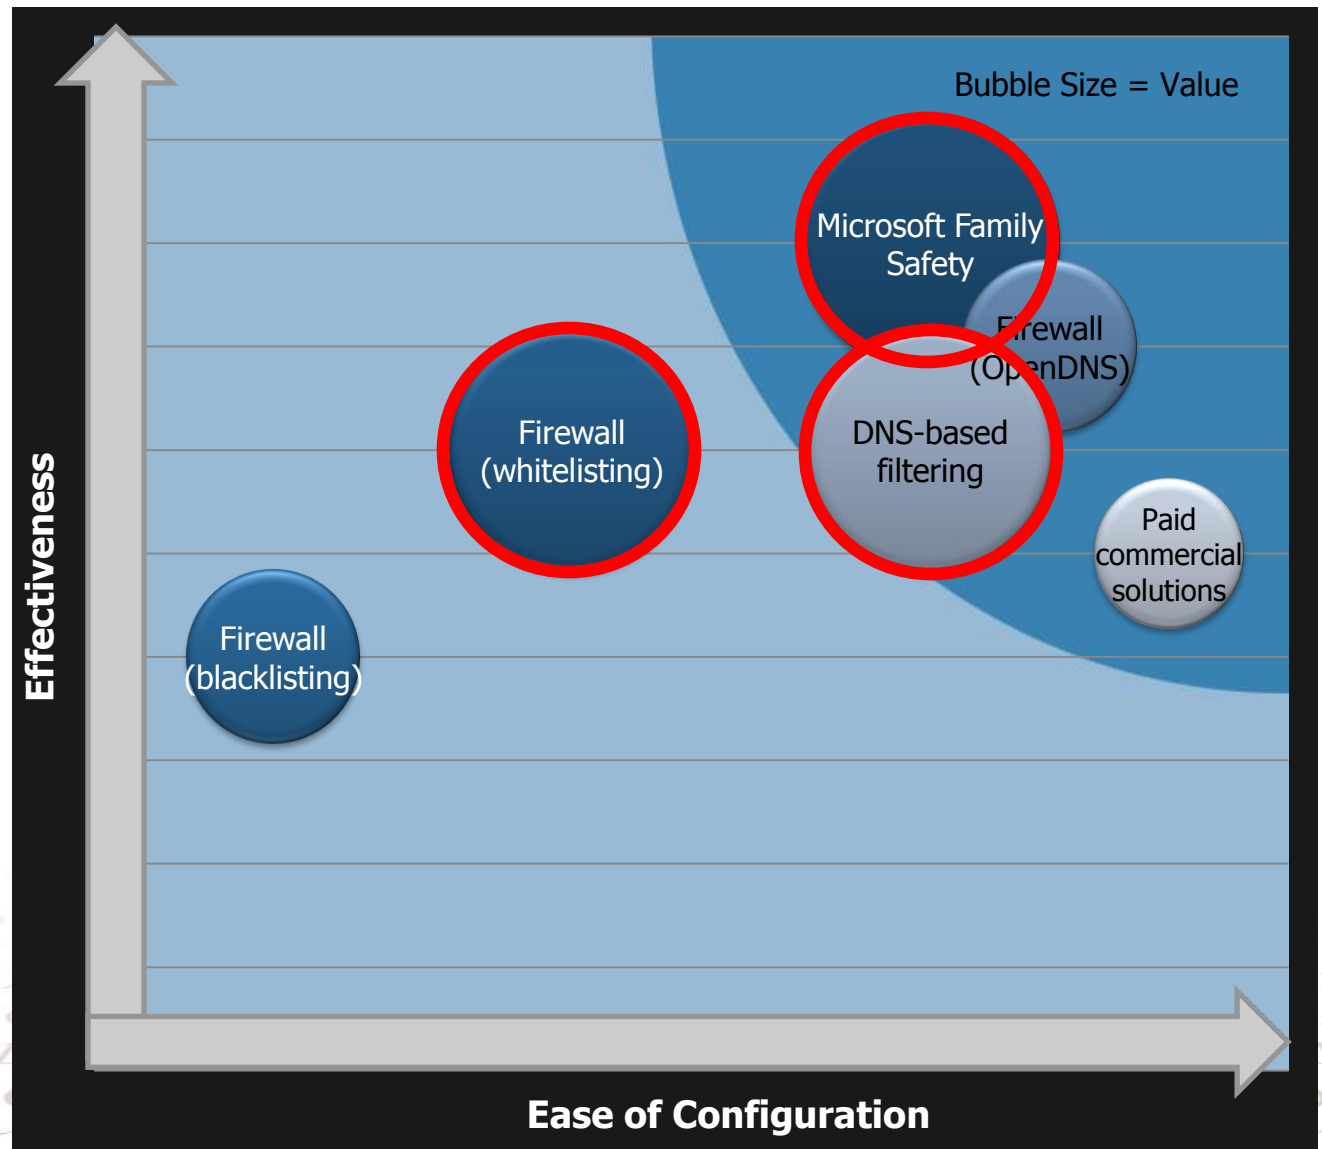 Bubble Size = Value
Microsoft Family
Safety
Firewall
(OpenDNS)
Firewall
(whitelisting)
DNS-based
filtering
Paid
commercial
solutions
Firewall
(blacklisting)
Effectiveness
Ease of Configuration